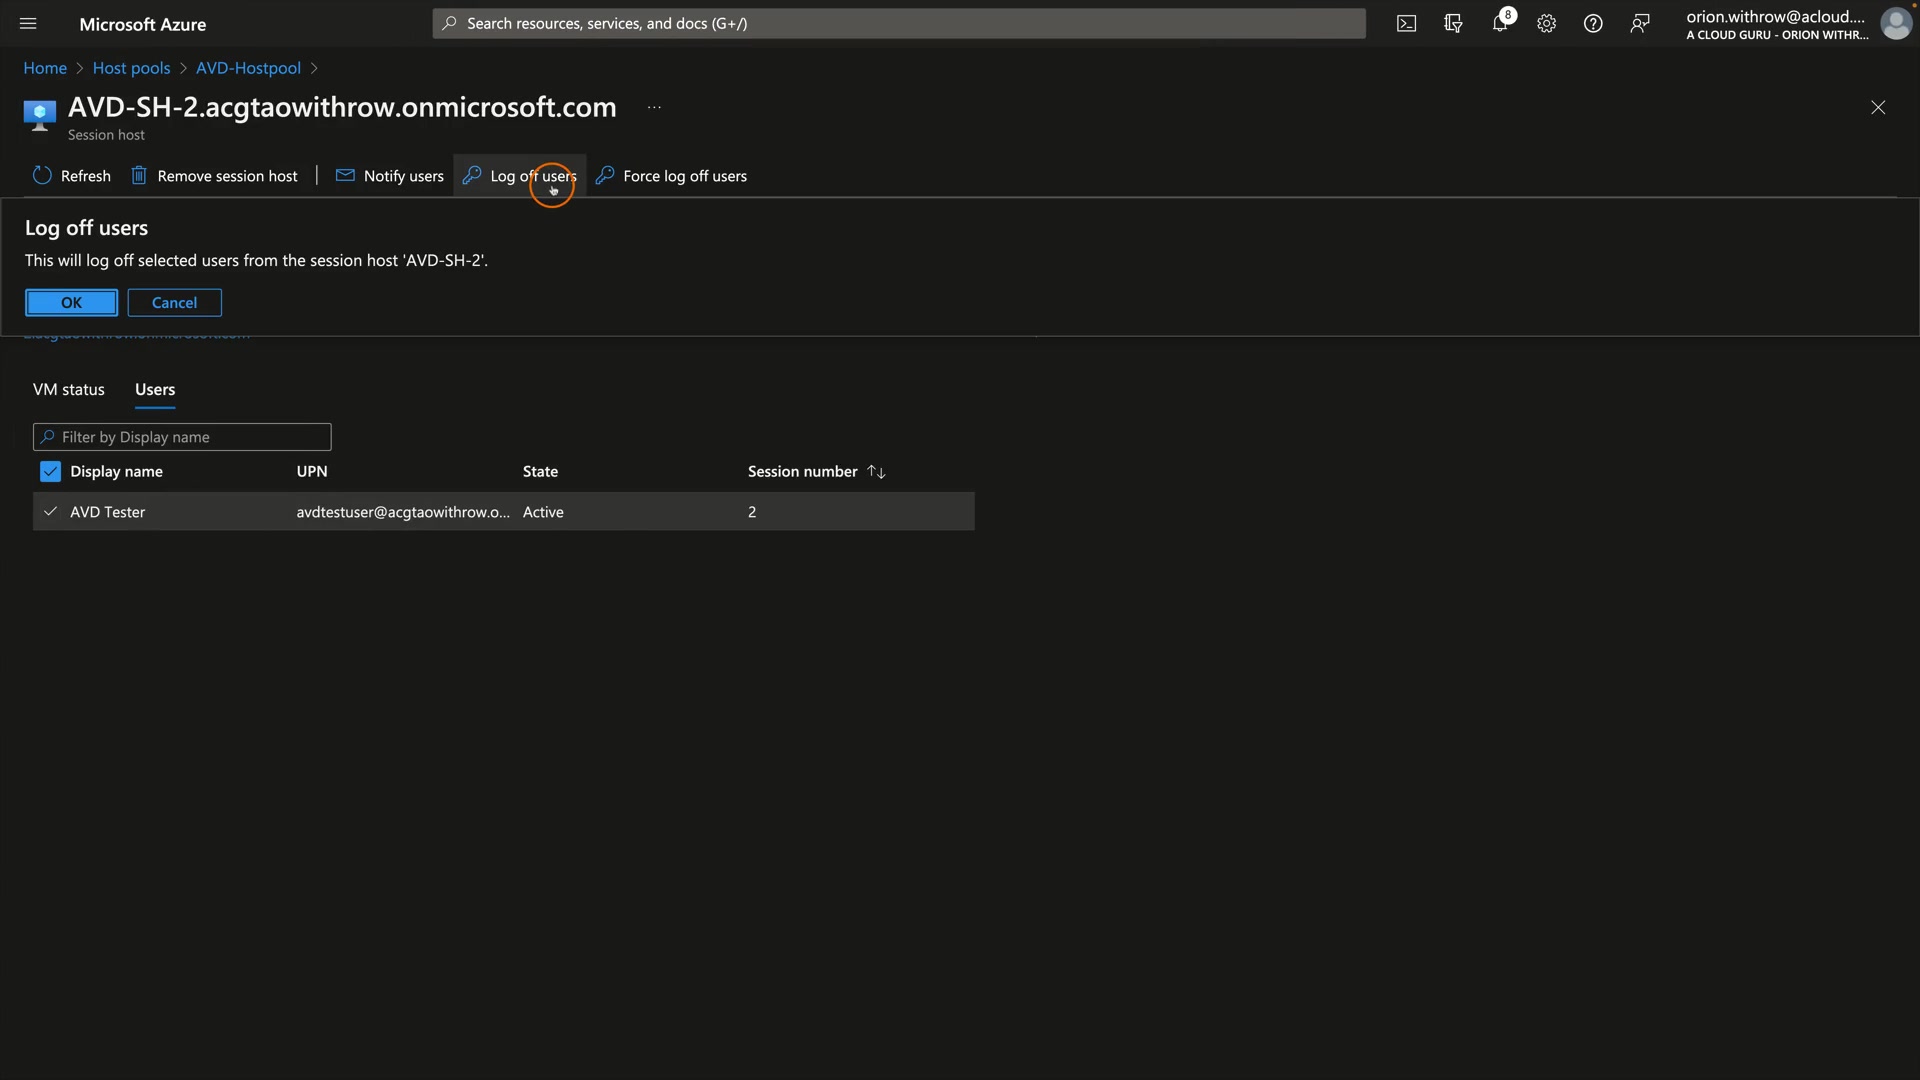 Microsoft Azure
Search resources, services, and docs (G+/)
8
orion.withrow@acloud....
A CLOUD GURU - ORION WITHR...
Home > Host pools > AVD-Hostpool >
AVD-SH-2.acgtaowithrow.onmicrosoft.com ...
Session host
Refresh
Remove session host
Notify users
Log off users
Force log off users
Log off users
This will log off selected users from the session host 'AVD-SH-2'.
OK
Cancel
VM status
Users
Filter by Display name
Display name UPN State Session number
AVD Tester avdtestuser@acgtaowithrow.o... Active 2